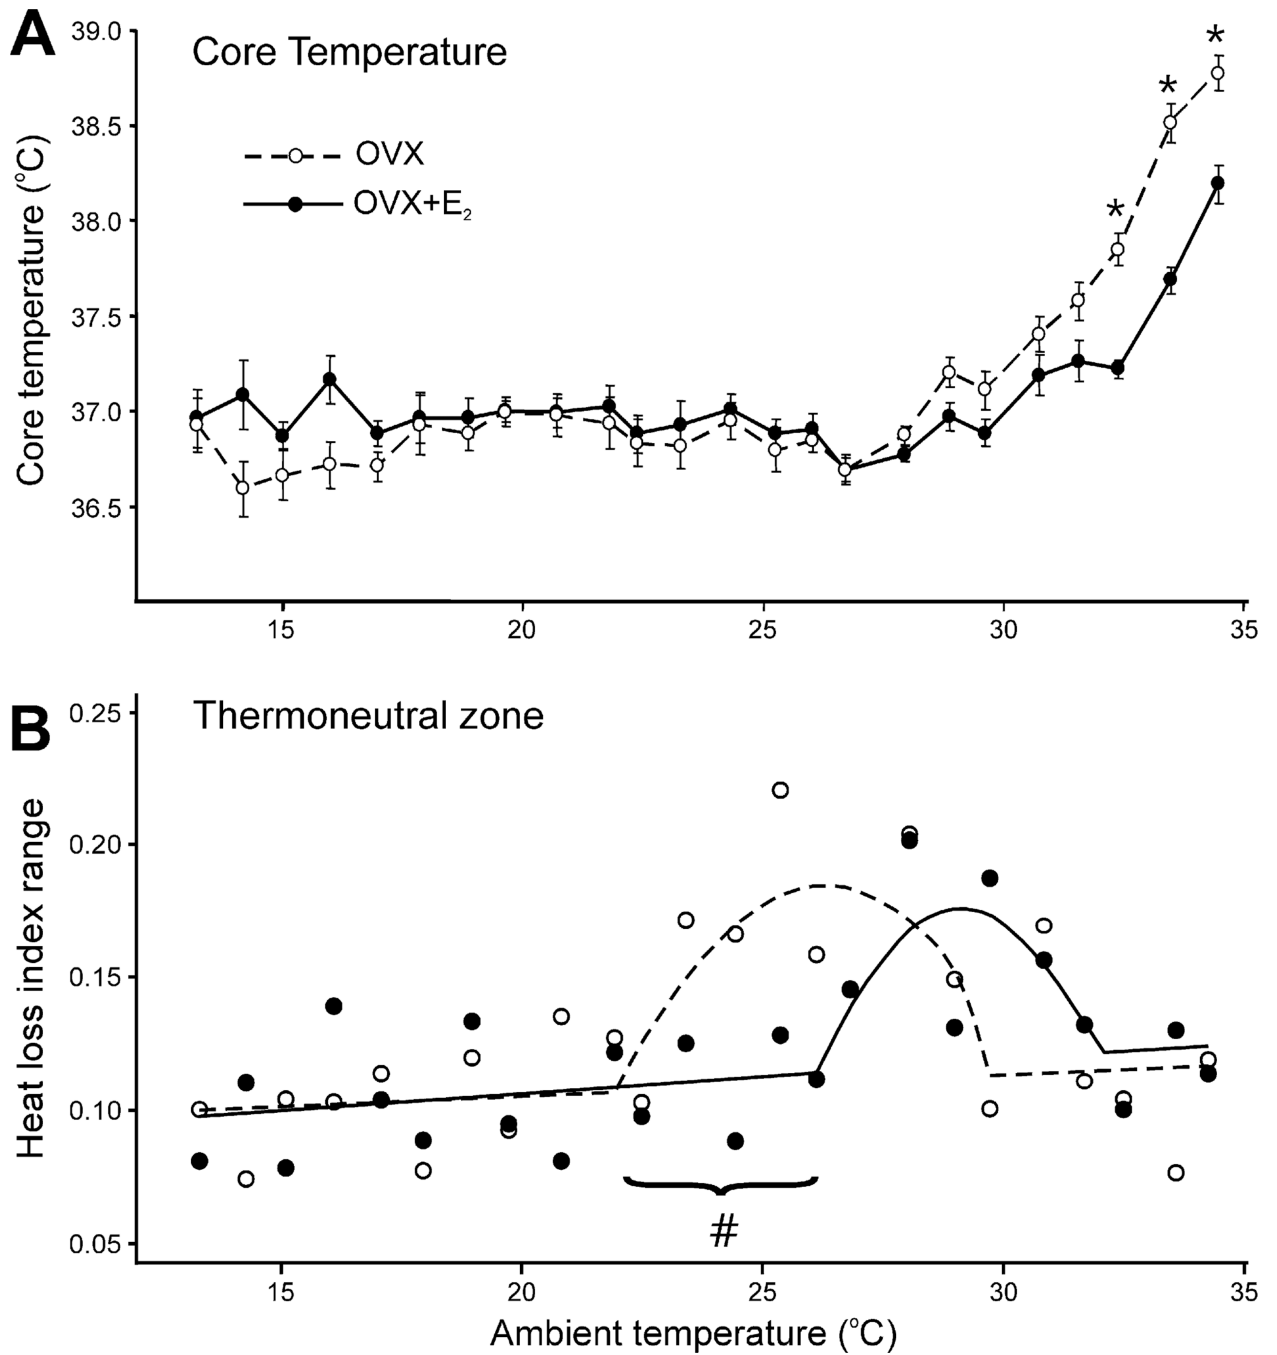 A
Core Temperature
Core temperature (°C)
39.0
38.5
38.0
37.5
37.0
36.5
OVX
OVX+E₂
*
*
*
15
20
25
30
35
B
Thermoneutral zone
Heat loss index range
0.25
0.20
0.15
0.10
0.05
#
15
20
25
30
35
Ambient temperature (°C)